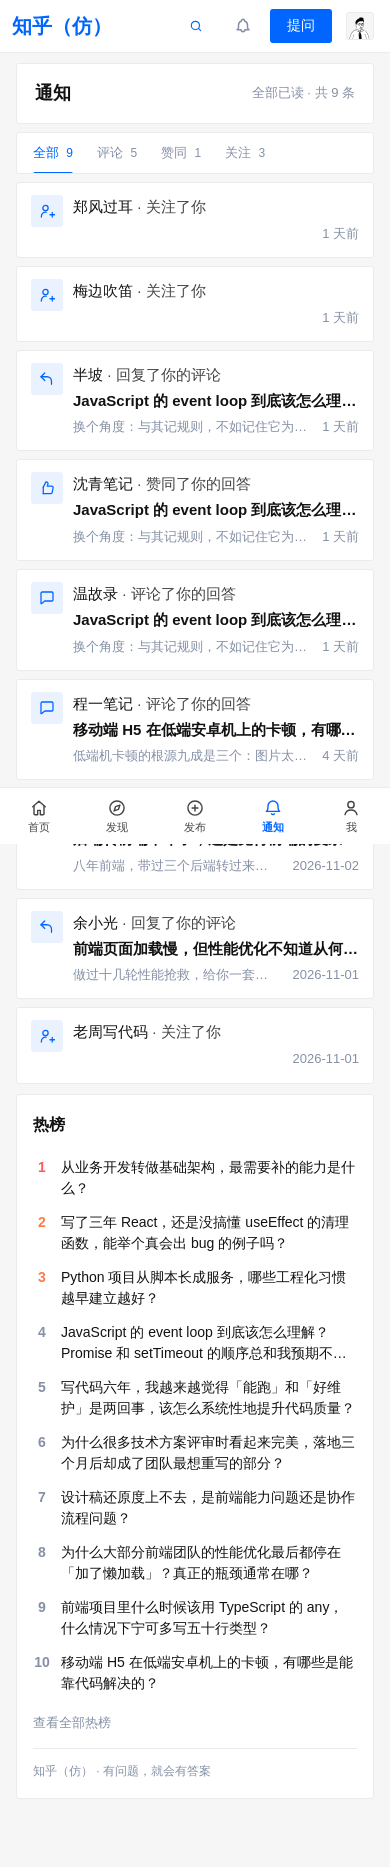 知乎（仿）
提问
通知
全部已读 · 共 9 条
全部 9 评论 5 赞同 1 关注 3
郑风过耳 · 关注了你
1 天前
梅边吹笛 · 关注了你
1 天前
半坡 · 回复了你的评论
JavaScript 的 event loop 到底该怎么理…
换个角度：与其记规则，不如记住它为… 1 天前
沈青笔记 · 赞同了你的回答
JavaScript 的 event loop 到底该怎么理…
换个角度：与其记规则，不如记住它为… 1 天前
温故录 · 评论了你的回答
JavaScript 的 event loop 到底该怎么理…
换个角度：与其记规则，不如记住它为… 1 天前
程一笔记 · 评论了你的回答
移动端 H5 在低端安卓机上的卡顿，有哪…
低端机卡顿的根源九成是三个：图片太… 4 天前
首页 发现 发布 通知 我
八年前端，带过三个后端转过来… 2026-11-02
余小光 · 回复了你的评论
前端页面加载慢，但性能优化不知道从何…
做过十几轮性能抢救，给你一套… 2026-11-01
老周写代码 · 关注了你
2026-11-01
热榜
1 从业务开发转做基础架构，最需要补的能力是什
么？
2 写了三年 React，还是没搞懂 useEffect 的清理
函数，能举个真会出 bug 的例子吗？
3 Python 项目从脚本长成服务，哪些工程化习惯
越早建立越好？
4 JavaScript 的 event loop 到底该怎么理解？
Promise 和 setTimeout 的顺序总和我预期不…
5 写代码六年，我越来越觉得「能跑」和「好维
护」是两回事，该怎么系统性地提升代码质量？
6 为什么很多技术方案评审时看起来完美，落地三
个月后却成了团队最想重写的部分？
7 设计稿还原度上不去，是前端能力问题还是协作
流程问题？
8 为什么大部分前端团队的性能优化最后都停在
「加了懒加载」？真正的瓶颈通常在哪？
9 前端项目里什么时候该用 TypeScript 的 any，
什么情况下宁可多写五十行类型？
10 移动端 H5 在低端安卓机上的卡顿，有哪些是能
靠代码解决的？
查看全部热榜
知乎（仿） · 有问题，就会有答案